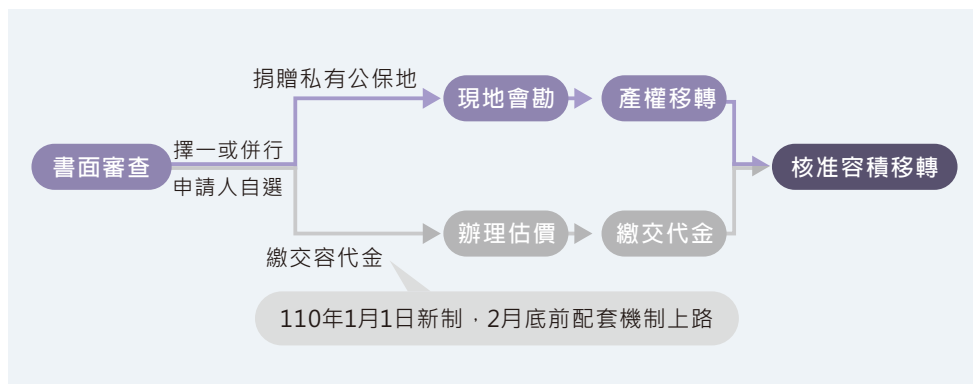 捐贈私有公保地
現地會勘
產權移轉
書面審查
擇一或併行
申請人自選
核准容積移轉
辦理估價
繳交代金
繳交容代金
110年1月1日新制，2月底前配套機制上路